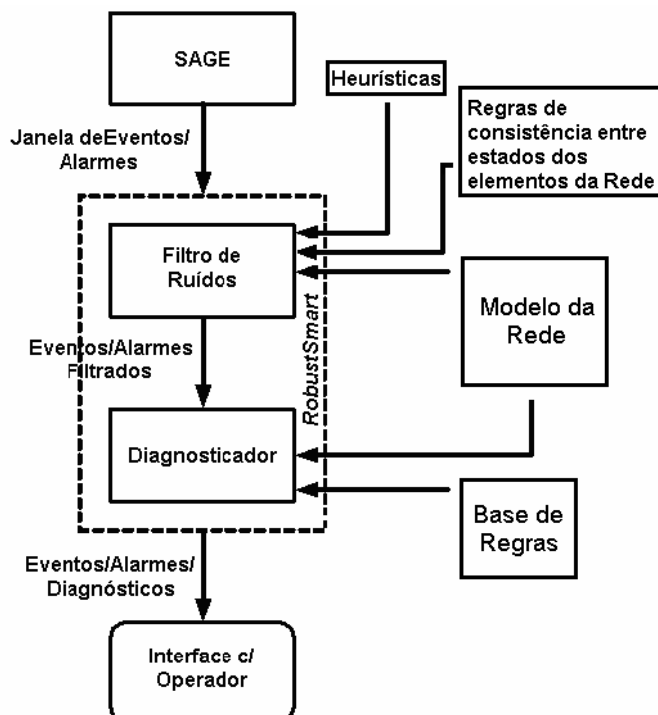 SAGE
Heurísticas
Regras de
consistência entre
estados dos
elementos da Rede
Janela deEventos/
Alarmes
Filtro de
Ruídos
RobustSmart
Modelo da
Rede
Eventos/Alarmes
Filtrados
Diagnosticador
Base de
Regras
Eventos/Alarmes/
Diagnósticos
Interface c/
Operador